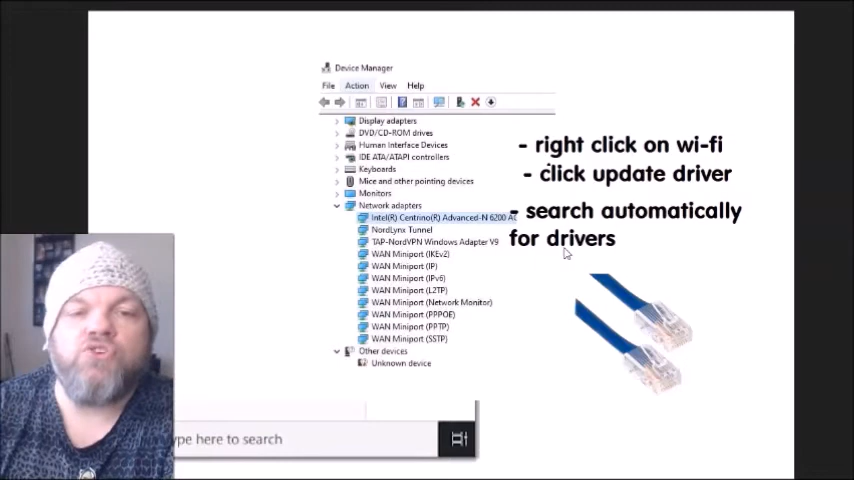 Device Manager
File Action View Help
Display adapters
DVD/CD-ROM drives
Human Interface Devices
IDE ATA/ATAPI controllers
Keyboards
Mice and other pointing devices
Monitors
Network adapters
Intel(R) Centrino(R) Advanced-N 6200 AG
NordLynx Tunnel
TAP-NordVPN Windows Adapter V9
WAN Miniport (IKEv2)
WAN Miniport (IP)
WAN Miniport (IPv6)
WAN Miniport (L2TP)
WAN Miniport (Network Monitor)
WAN Miniport (PPPOE)
WAN Miniport (PPTP)
WAN Miniport (SSTP)
Other devices
Unknown device
- right click on wi-fi
- click update driver
- search automatically
for drivers
ype here to search